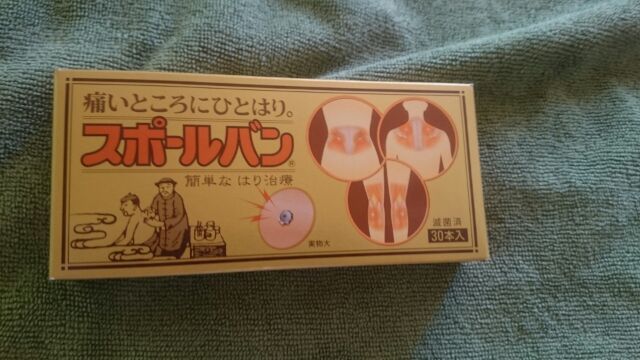 痛いところにひとはり。
スポールバン®
簡単な はり治療
実物大
滅菌済
30本入